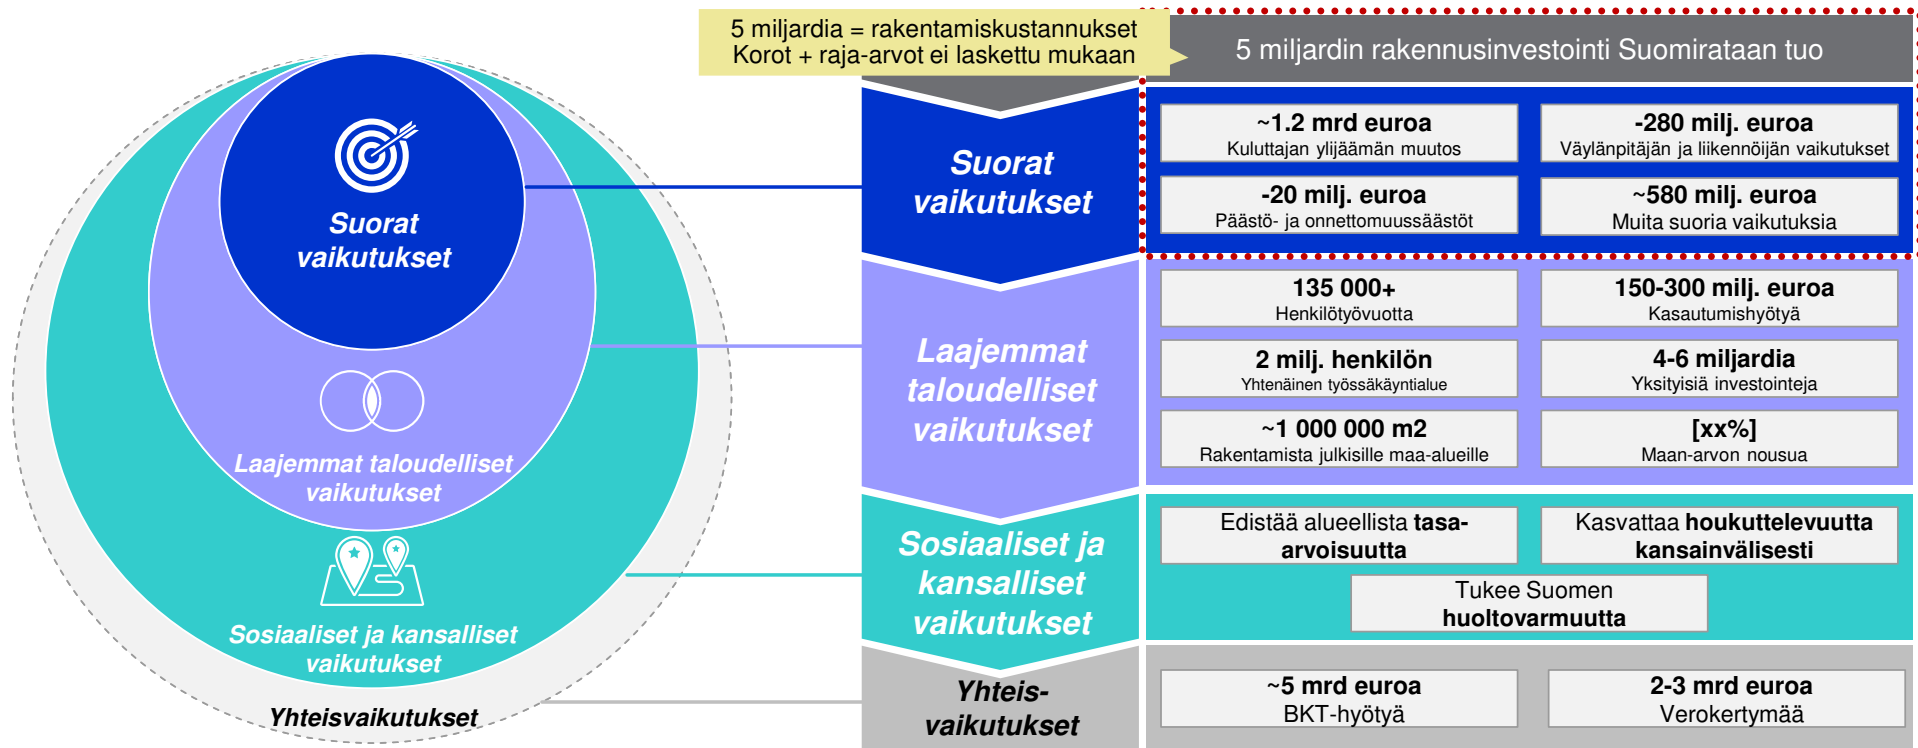 5 miljardia = rakentamiskustannukset
Korot + raja-arvot ei laskettu mukaan
5 miljardin rakennusinvestointi Suomirataan tuo
Suorat
vaikutukset
Laajemmat taloudelliset
vaikutukset
Sosiaaliset ja kansalliset
vaikutukset
Yhteisvaikutukset
Suorat
vaikutukset
~1.2 mrd euroa
Kuluttajan ylijäämän muutos
-280 milj. euroa
Väylänpitäjän ja liikennöijän vaikutukset
-20 milj. euroa
Päästö- ja onnettomuussäästöt
~580 milj. euroa
Muita suoria vaikutuksia
Laajemmat
taloudelliset
vaikutukset
135 000+
Henkilötyövuotta
150-300 milj. euroa
Kasautumishyötyä
2 milj. henkilön
Yhtenäinen työssäkäyntialue
4-6 miljardia
Yksityisiä investointeja
~1 000 000 m2
Rakentamista julkisille maa-alueille
[xx%]
Maan-arvon nousua
Sosiaaliset ja
kansalliset
vaikutukset
Edistää alueellista tasa-
arvoisuutta
Kasvattaa houkuttelevuutta
kansainvälisesti
Tukee Suomen
huoltovarmuutta
Yhteis-
vaikutukset
~5 mrd euroa
BKT-hyötyä
2-3 mrd euroa
Verokertymää